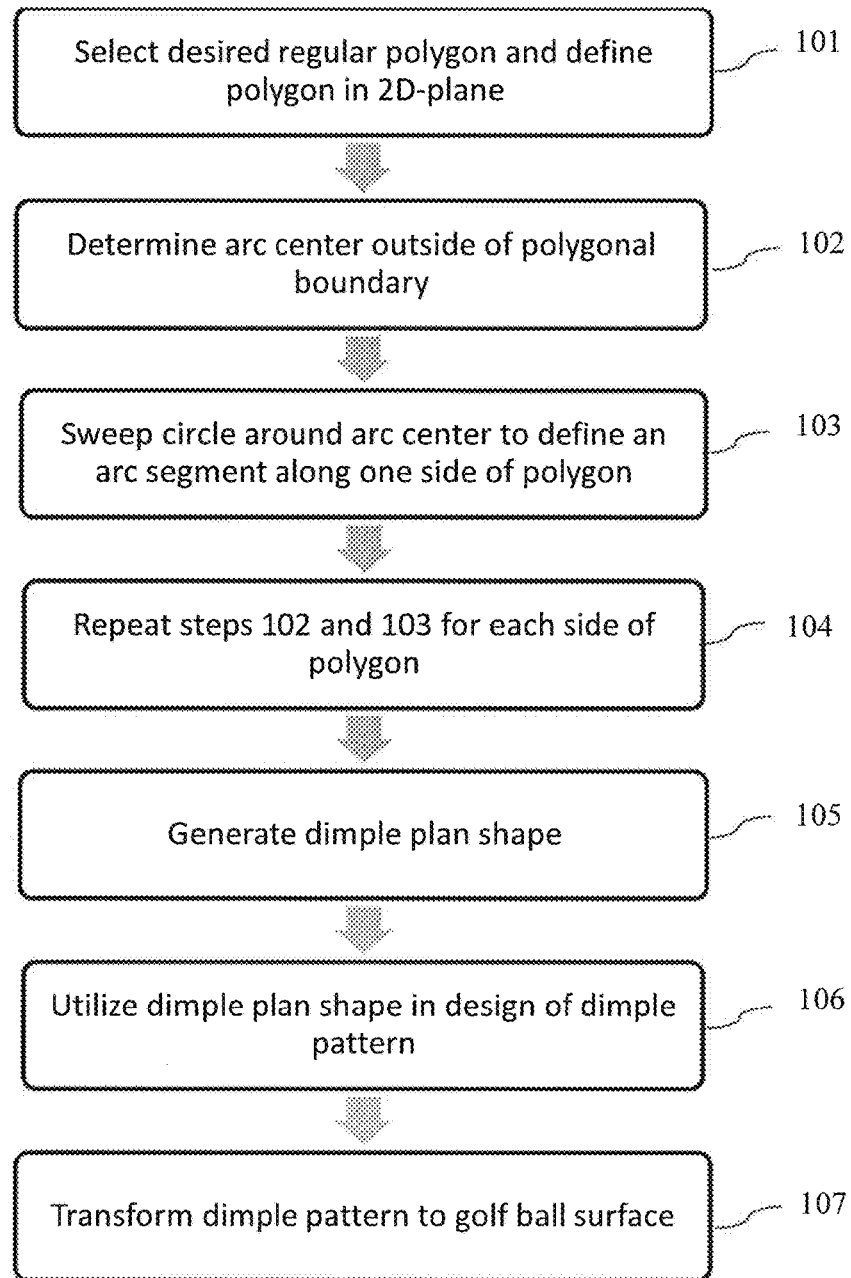 Select desired regular polygon and define
polygon in 2D-plane
101
Determine arc center outside of polygonal
boundary
102
Sweep circle around arc center to define an
arc segment along one side of polygon
103
Repeat steps 102 and 103 for each side of
polygon
104
Generate dimple plan shape
105
Utilize dimple plan shape in design of dimple
pattern
106
Transform dimple pattern to golf ball surface
107